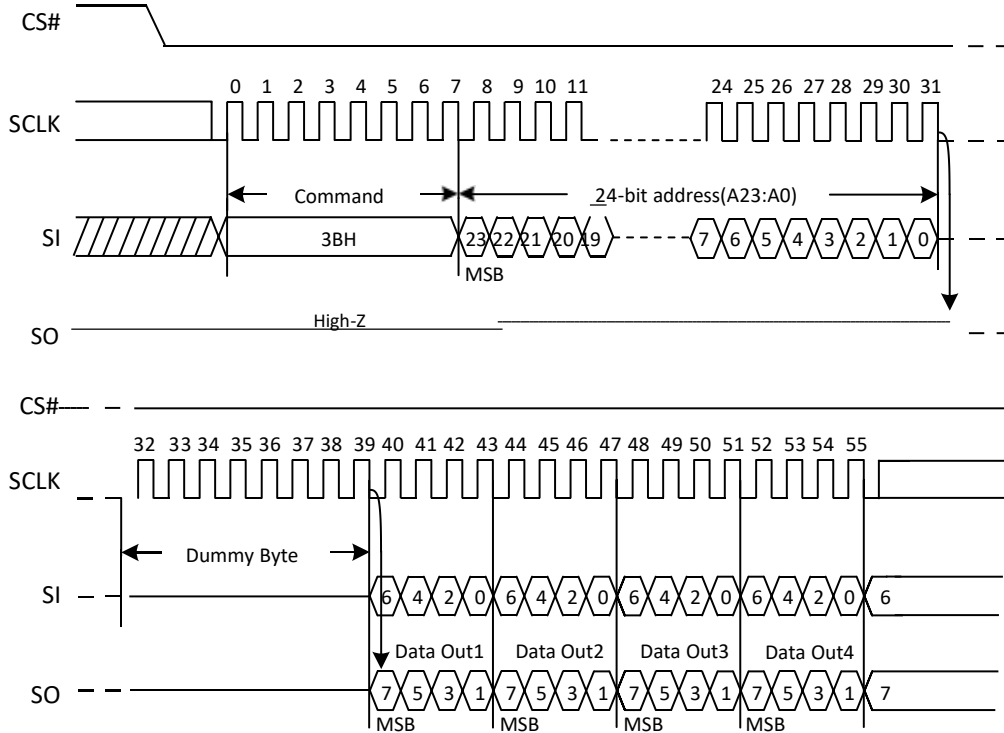 CS#
0 1 2 3 4 5 6 7 8 9 10 11 24 25 26 27 28 29 30 31
SCLK
Command 24-bit address(A23:A0)
SI 3BH 23 22 21 20 19 7 6 5 4 3 2 1 0
MSB
High-Z
SO
CS#
32 33 34 35 36 37 38 39 40 41 42 43 44 45 46 47 48 49 50 51 52 53 54 55
SCLK
Dummy Byte
SI 6 4 2 0 6 4 2 0 6 4 2 0 6 4 2 0 6
Data Out1 Data Out2 Data Out3 Data Out4
SO 7 5 3 1 7 5 3 1 7 5 3 1 7 5 3 1 7
MSB MSB MSB MSB